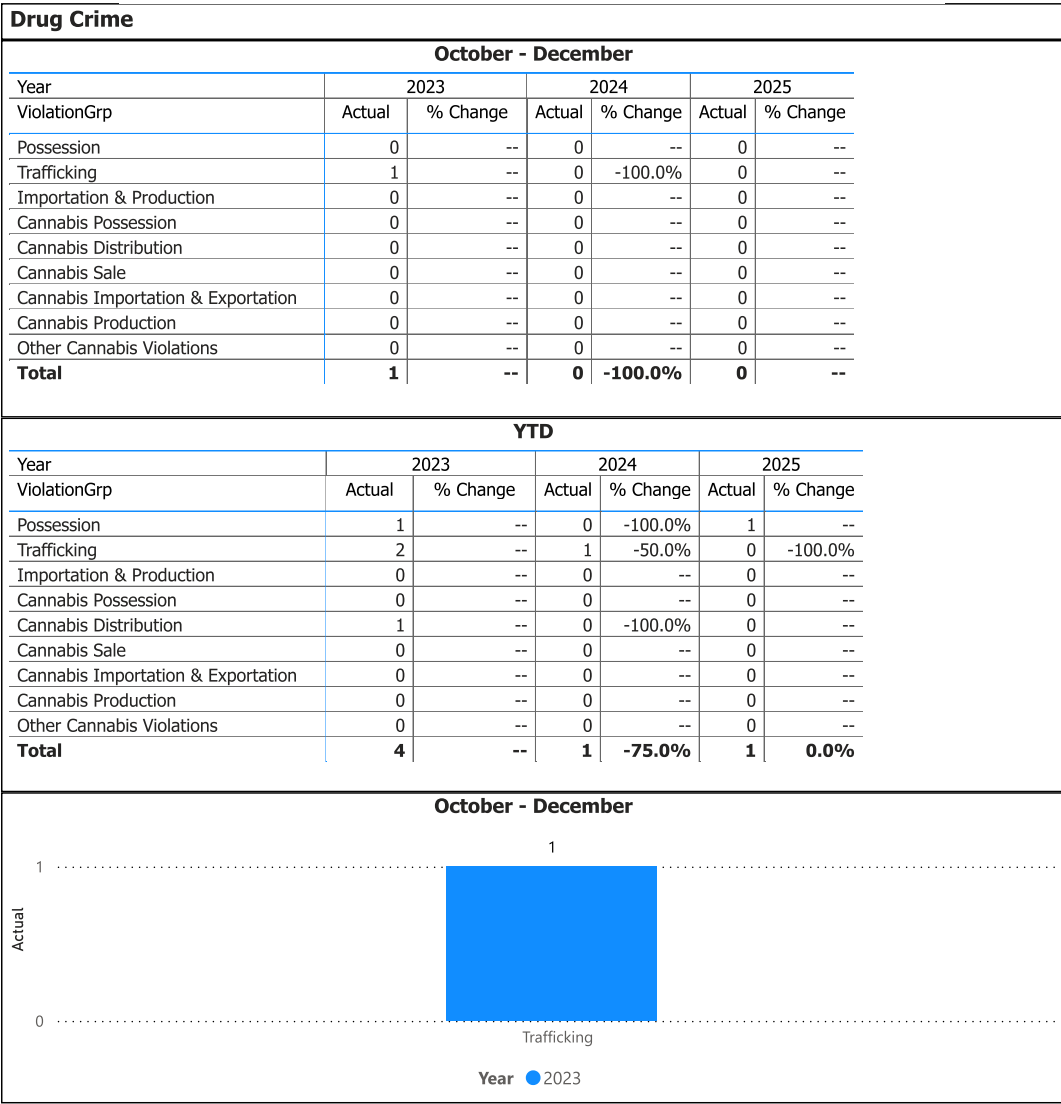 Drug Crime
October - December
Year 2023 2024 2025
ViolationGrp Actual % Change Actual % Change Actual % Change
Possession 0 -- 0 -- 0 --
Trafficking 1 -- 0 -100.0% 0 --
Importation & Production 0 -- 0 -- 0 --
Cannabis Possession 0 -- 0 -- 0 --
Cannabis Distribution 0 -- 0 -- 0 --
Cannabis Sale 0 -- 0 -- 0 --
Cannabis Importation & Exportation 0 -- 0 -- 0 --
Cannabis Production 0 -- 0 -- 0 --
Other Cannabis Violations 0 -- 0 -- 0 --
Total 1 -- 0 -100.0% 0 --
YTD
Year 2023 2024 2025
ViolationGrp Actual % Change Actual % Change Actual % Change
Possession 1 -- 0 -100.0% 1 --
Trafficking 2 -- 1 -50.0% 0 -100.0%
Importation & Production 0 -- 0 -- 0 --
Cannabis Possession 0 -- 0 -- 0 --
Cannabis Distribution 1 -- 0 -100.0% 0 --
Cannabis Sale 0 -- 0 -- 0 --
Cannabis Importation & Exportation 0 -- 0 -- 0 --
Cannabis Production 0 -- 0 -- 0 --
Other Cannabis Violations 0 -- 0 -- 0 --
Total 4 -- 1 -75.0% 1 0.0%
October - December
1
1
Actual
0
Trafficking
Year 2023